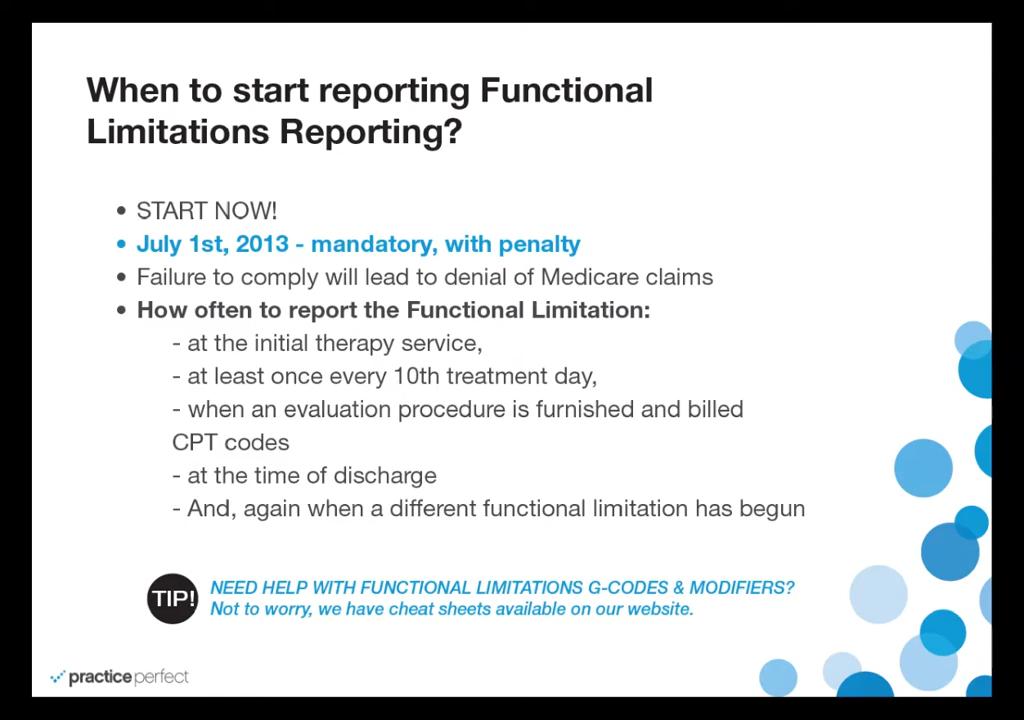 When to start reporting Functional
Limitations Reporting?
• START NOW!
• July 1st, 2013 - mandatory, with penalty
• Failure to comply will lead to denial of Medicare claims
• How often to report the Functional Limitation:
- at the initial therapy service,
- at least once every 10th treatment day,
- when an evaluation procedure is furnished and billed
CPT codes
- at the time of discharge
- And, again when a different functional limitation has begun
TIP!
NEED HELP WITH FUNCTIONAL LIMITATIONS G-CODES & MODIFIERS?
Not to worry, we have cheat sheets available on our website.
practiceperfect